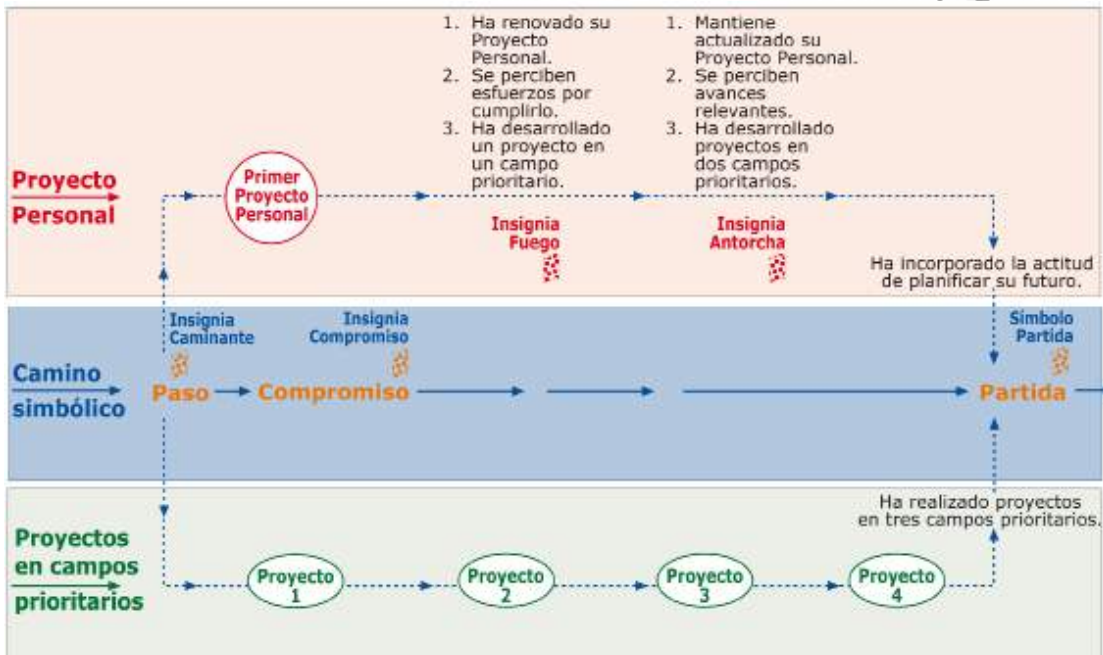 1. Ha renovado su
Proyecto
Personal.
2. Se perciben
esfuerzos por
cumplirlo.
3. Ha desarrollado
un proyecto en
un campo
prioritario.
1. Mantiene
actualizado su
Proyecto Personal.
2. Se perciben
avances
relevantes.
3. Ha desarrollado
proyectos en
dos campos
prioritarios.
Proyecto
Personal
Primer
Proyecto
Personal
Insignia
Fuego
Insignia
Antorcha
Ha incorporado la actitud
de planificar su futuro.
Camino
simbólico
Insignia
Caminante
Paso
Insignia
Compromiso
Compromiso
Símbolo
Partida
Partida
Proyectos
en campos
prioritarios
Proyecto
1
Proyecto
2
Proyecto
3
Proyecto
4
Ha realizado proyectos
en tres campos prioritarios.